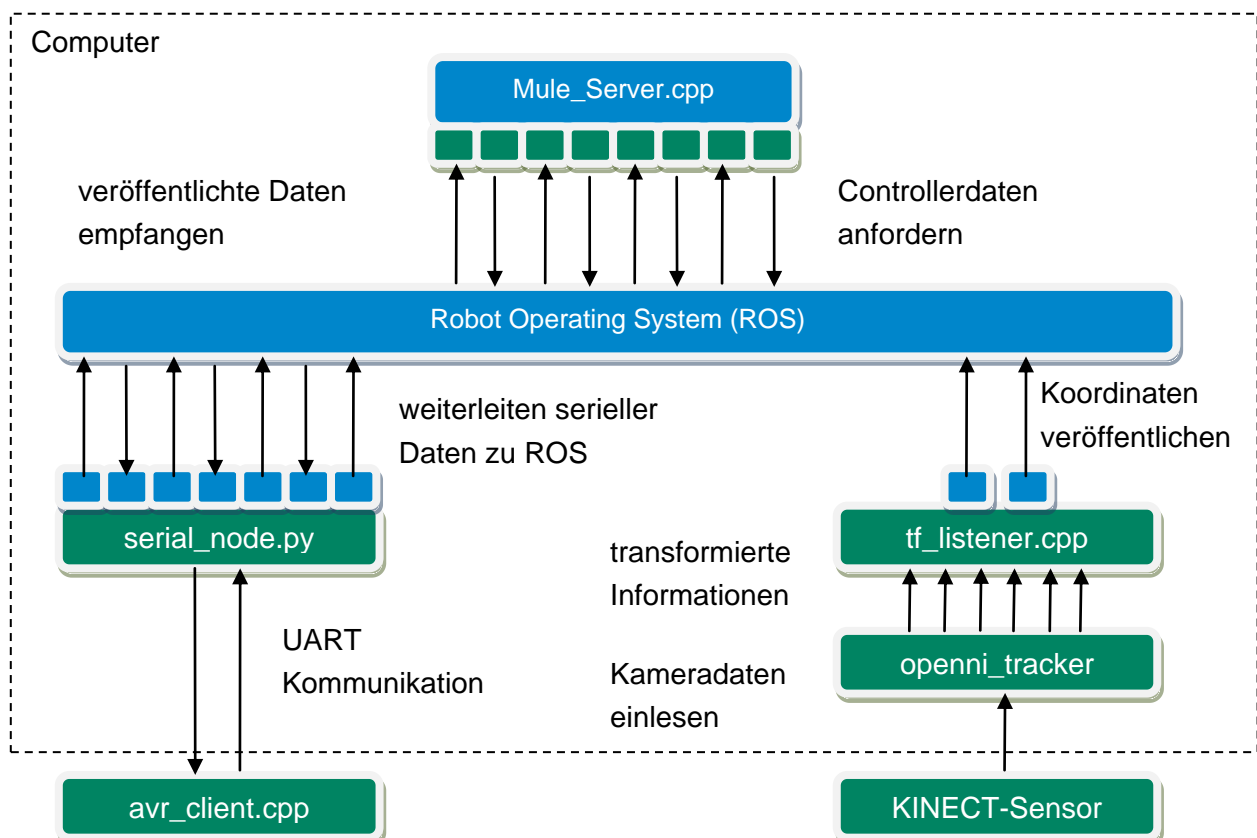 Computer
Mule_Server.cpp
veröffentlichte Daten
empfangen
Controllerdaten
anfordern
Robot Operating System (ROS)
weiterleiten serieller
Daten zu ROS
Koordinaten
veröffentlichen
serial_node.py
tf_listener.cpp
transformierte
Informationen
UART
Kommunikation
openni_tracker
Kameradaten
einlesen
avr_client.cpp
KINECT-Sensor